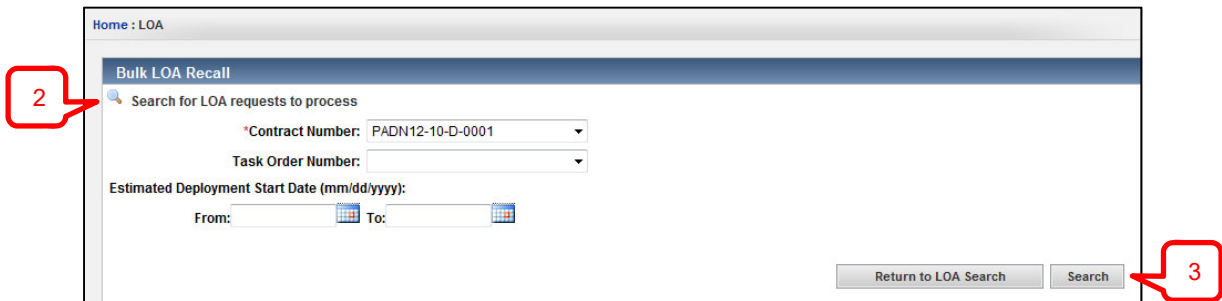 Home : LOA
Bulk LOA Recall
2
Search for LOA requests to process
*Contract Number: PADN12-10-D-0001
Task Order Number:
Estimated Deployment Start Date (mm/dd/yyyy):
From: To:
Return to LOA Search Search 3